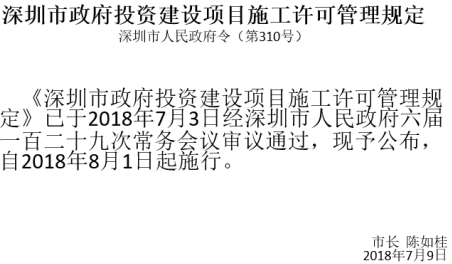 深圳市政府投资建设项目施工许可管理规定
深圳市人民政府令（第310号）
《深圳市政府投资建设项目施工许可管理规
定》已于2018年7月3日经深圳市人民政府六届
一百二十九次常务会议审议通过，现予公布，
自2018年8月1日起施行。
市长 陈如桂
2018年7月9日